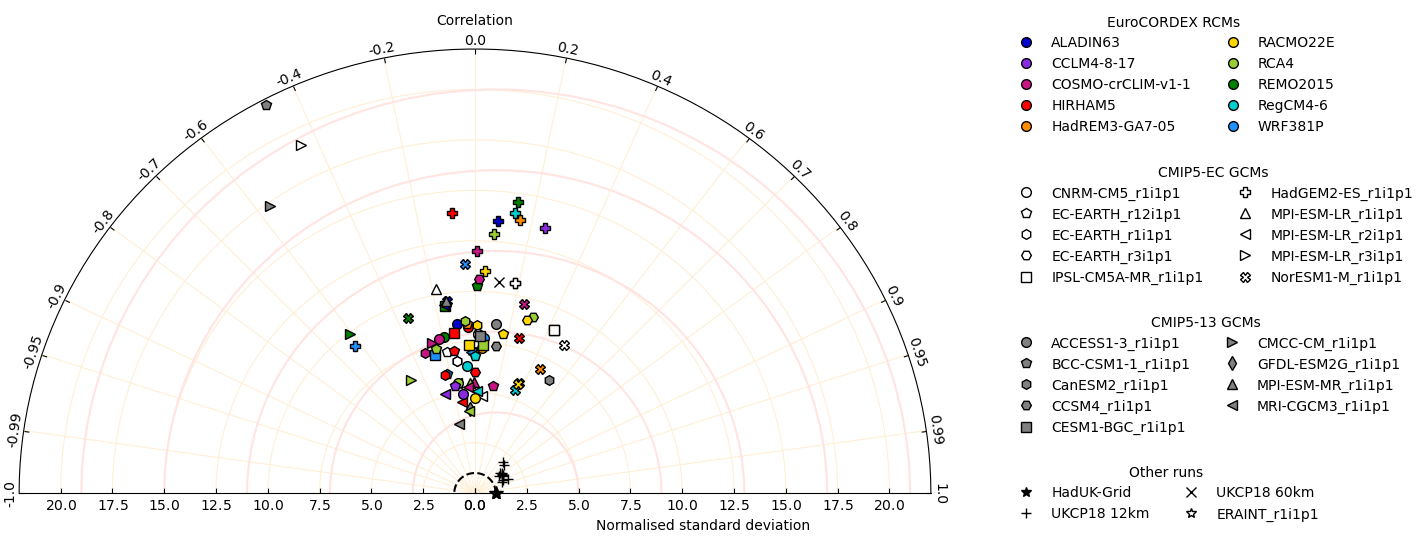 Correlation
-1.0
-0.99
-0.95
-0.9
-0.8
-0.7
-0.6
-0.4
-0.2
0.0
0.2
0.4
0.6
0.7
0.8
0.9
0.95
0.99
1.0
20.0 17.5 15.0 12.5 10.0 7.5 5.0 2.5 0.0 0.0 2.5 5.0 7.5 10.0 12.5 15.0 17.5 20.0
Normalised standard deviation
EuroCORDEX RCMs
ALADIN63 RACMO22E
CCLM4-8-17 RCA4
COSMO-crCLIM-v1-1 REMO2015
HIRHAM5 RegCM4-6
HadREM3-GA7-05 WRF381P
CMIP5-EC GCMs
CNRM-CM5_r1i1p1 HadGEM2-ES_r1i1p1
EC-EARTH_r12i1p1 MPI-ESM-LR_r1i1p1
EC-EARTH_r1i1p1 MPI-ESM-LR_r2i1p1
EC-EARTH_r3i1p1 MPI-ESM-LR_r3i1p1
IPSL-CM5A-MR_r1i1p1 NorESM1-M_r1i1p1
CMIP5-13 GCMs
ACCESS1-3_r1i1p1 CMCC-CM_r1i1p1
BCC-CSM1-1_r1i1p1 GFDL-ESM2G_r1i1p1
CanESM2_r1i1p1 MPI-ESM-MR_r1i1p1
CCSM4_r1i1p1 MRI-CGCM3_r1i1p1
CESM1-BGC_r1i1p1
Other runs
HadUK-Grid UKCP18 60km
UKCP18 12km ERAINT_r1i1p1